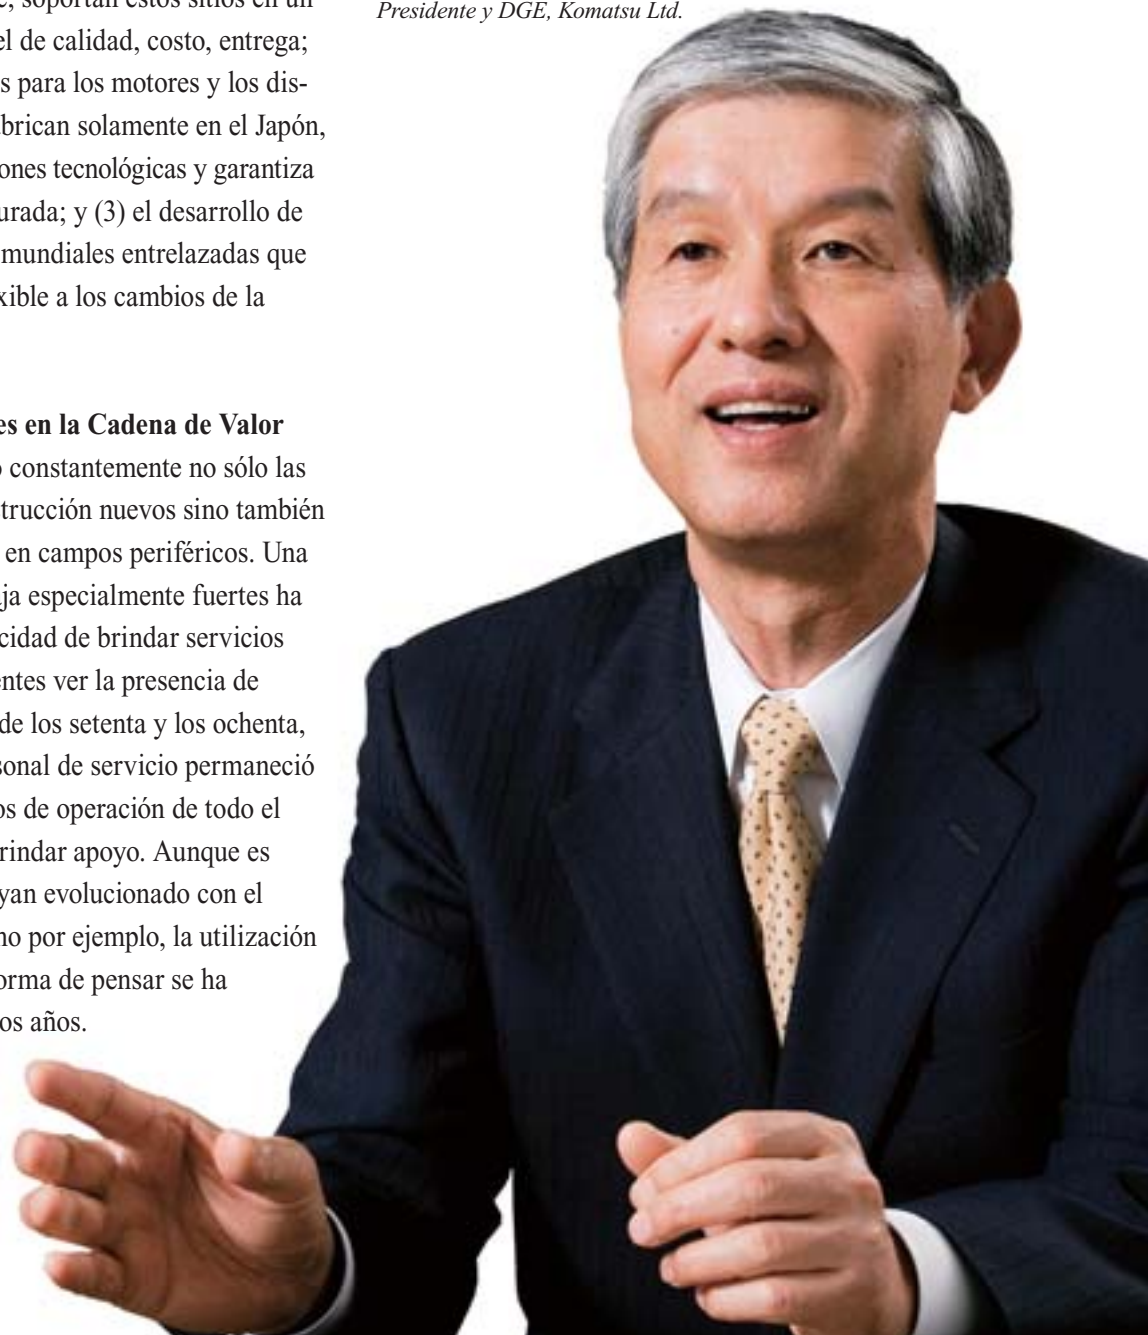 , soportan estos sitios en un
el de calidad, costo, entrega;
s para los motores y los dis-
brican solamente en el Japón,
ones tecnológicas y garantiza
urada; y (3) el desarrollo de
mundiales entrelazadas que
xible a los cambios de la
es en la Cadena de Valor
o constantemente no sólo las
strucción nuevos sino también
en campos periféricos. Una
aja especialmente fuertes ha
cidad de brindar servicios
entes ver la presencia de
de los setenta y los ochenta,
sonal de servicio permaneció
os de operación de todo el
rindar apoyo. Aunque es
yan evolucionado con el
mo por ejemplo, la utilización
orma de pensar se ha
os años.
Presidente y DGE, Komatsu Ltd.